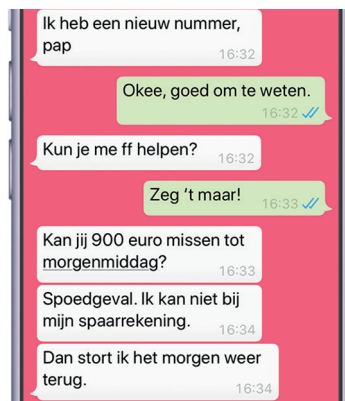 Ik heb een nieuw nummer,
pap
16:32
Okee, goed om te weten.
16:32
Kun je me ff helpen?
16:32
Zeg ‘t maar!
16:33
Kan jij 900 euro missen tot
morgenmiddag?
16:33
Spoedgeval. Ik kan niet bij
mijn spaarrekening.
16:34
Dan stort ik het morgen weer
terug.
16:34